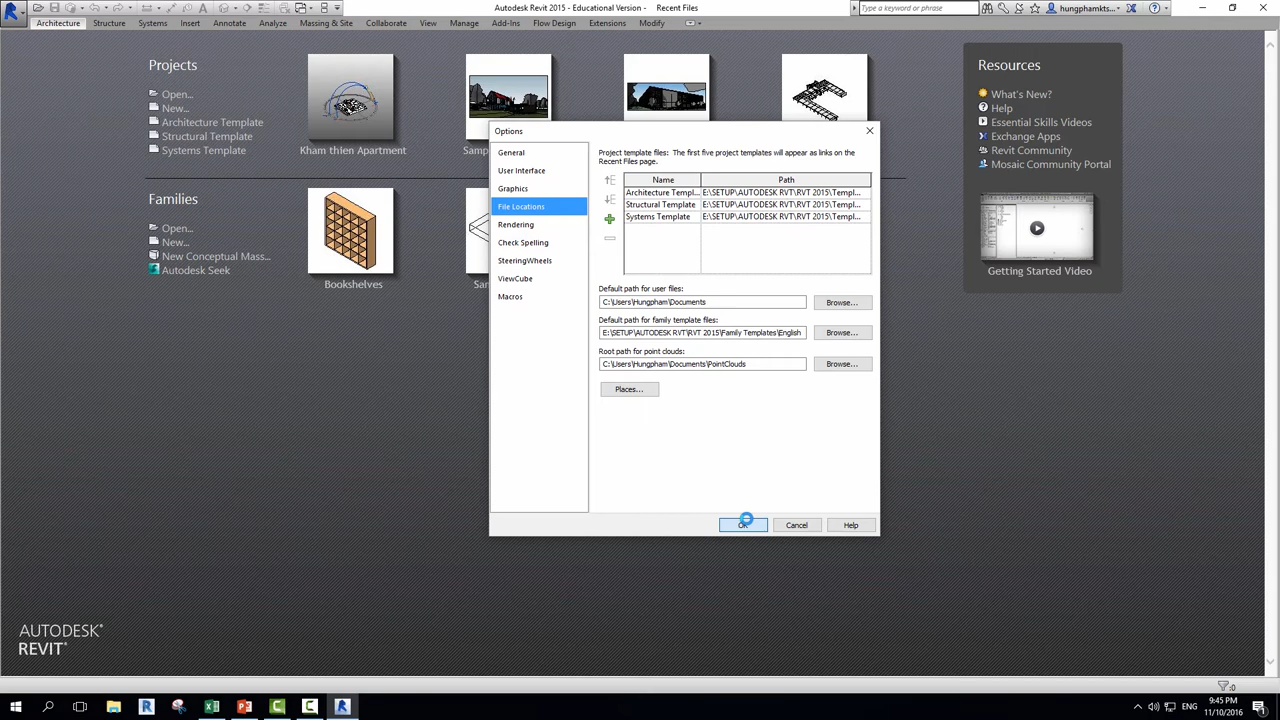 Autodesk Revit 2015 - Educational Version - Recent Files
Type a keyword or phrase
hungphamkts...
Architecture Structure Systems Insert Annotate Analyze Massing & Site Collaborate View Manage Add-Ins Flow Design Extensions Modify
Projects
Open...
New...
Architecture Template
Structural Template
Systems Template
Kham thien Apartment
Samp
Families
Open...
New...
New Conceptual Mass...
Autodesk Seek
Bookshelves
Resources
What's New?
Help
Essential Skills Videos
Exchange Apps
Revit Community
Mosaic Community Portal
Getting Started Video
Options
General
User Interface
Graphics
File Locations
Rendering
Check Spelling
SteeringWheels
ViewCube
Macros
Project template files: The first five project templates will appear as links on the
Recent Files page.
Name Path
Architecture Templ... E:\SETUP\AUTODESK RVT\RVT 2015\Templ...
Structural Template E:\SETUP\AUTODESK RVT\RVT 2015\Templ...
Systems Template E:\SETUP\AUTODESK RVT\RVT 2015\Templ...
Default path for user files:
C:\Users\Hungpham\Documents Browse...
Default path for family template files:
E:\SETUP\AUTODESK RVT\RVT 2015\Family Templates\English Browse...
Root path for point clouds:
C:\Users\Hungpham\Documents\PointClouds Browse...
Places...
OK Cancel Help
AUTODESK®
REVIT®
:0
ENG
9:45 PM
11/10/2016